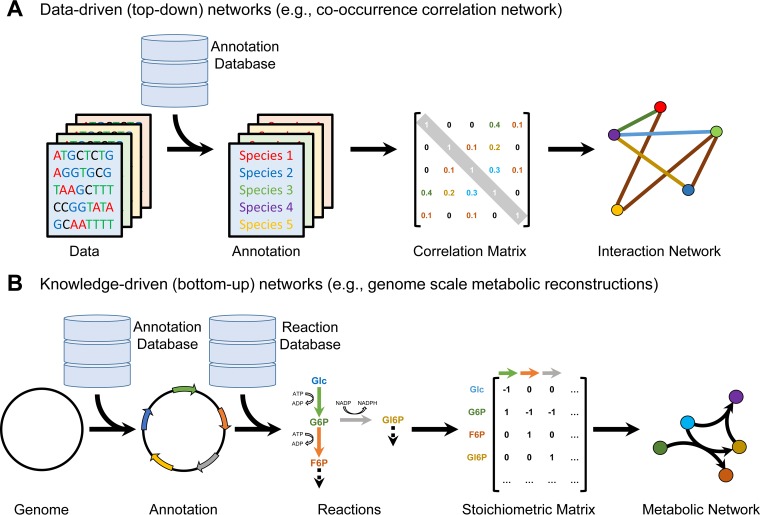 A Data-driven (top-down) networks (e.g., co-occurrence correlation network)
Annotation
Database
ATGCTCTG
AGGTGCG
TAAGCTTT
CCGGTATA
GCAATTTT
Data
Species 1
Species 2
Species 3
Species 4
Species 5
Annotation
1 0 0 0.4 0.1
0 1 0.1 0.2 0
0 0.1 1 0.3 0.1
0.4 0.2 0.3 1 0
0.1 0 0.1 0 1
Correlation Matrix
Interaction Network
B Knowledge-driven (bottom-up) networks (e.g., genome scale metabolic reconstructions)
Annotation
Database
Reaction
Database
Genome
Annotation
Glc
ATP
ADP
G6P
NADP NADPH
Gl6P
ATP
ADP
F6P
Reactions
Glc -1 0 0 ...
G6P 1 -1 -1 ...
F6P 0 1 0 ...
Gl6P 0 0 1 ...
... ... ... ... ...
Stoichiometric Matrix
Metabolic Network